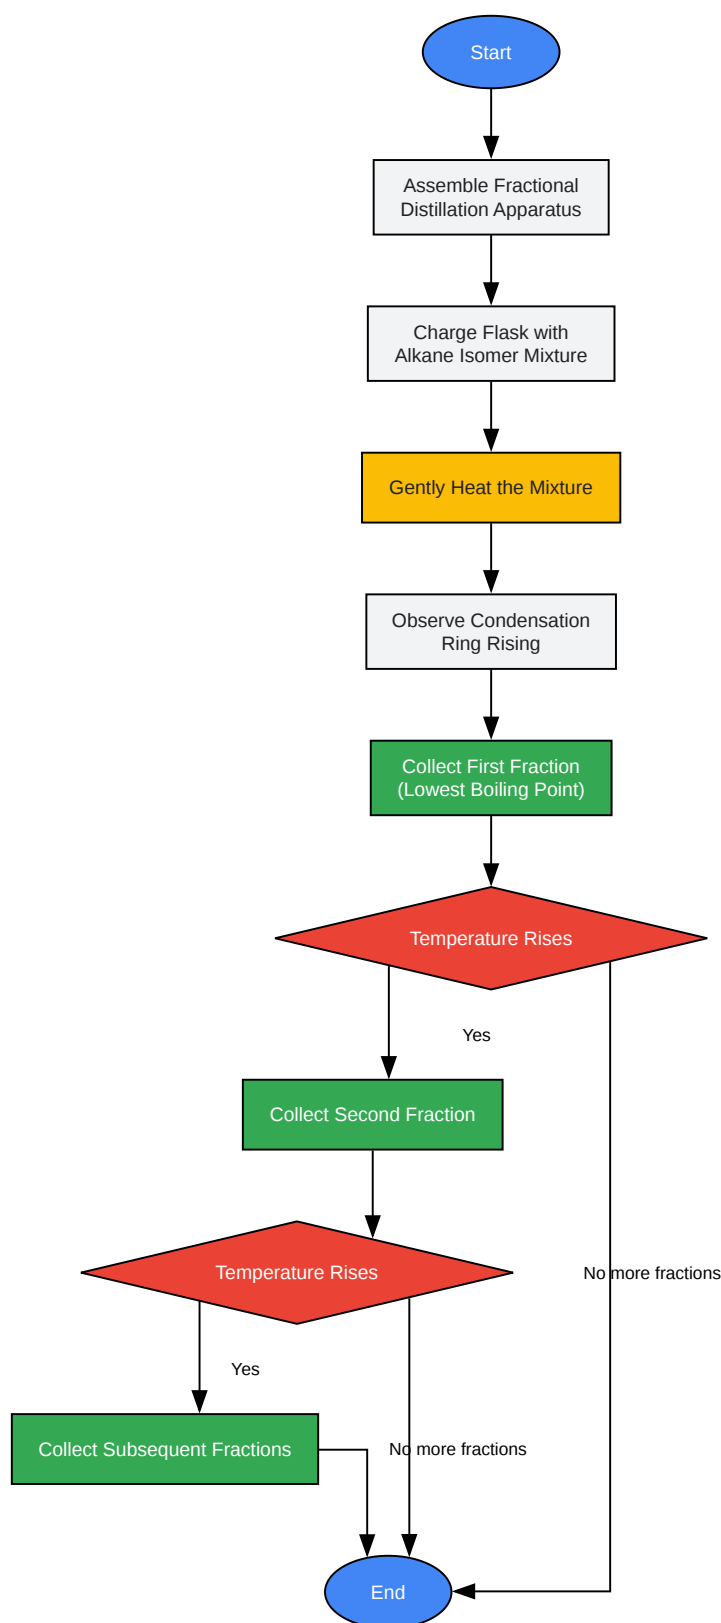 Start
Assemble Fractional
Distillation Apparatus
Charge Flask with
Alkane Isomer Mixture
Gently Heat the Mixture
Observe Condensation
Ring Rising
Collect First Fraction
(Lowest Boiling Point)
Temperature Rises
Yes
Collect Second Fraction
Temperature Rises
No more fractions
Yes
Collect Subsequent Fractions
No more fractions
End